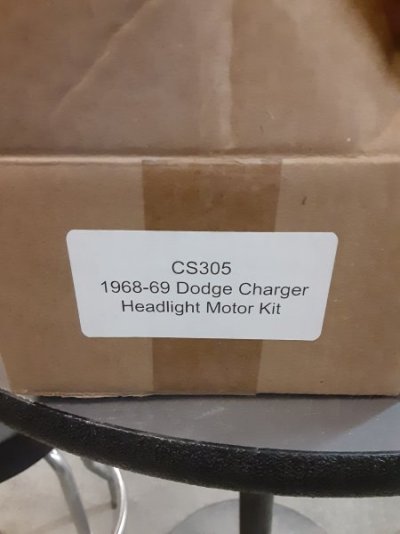 CS305
1968-69 Dodge Charger
Headlight Motor Kit